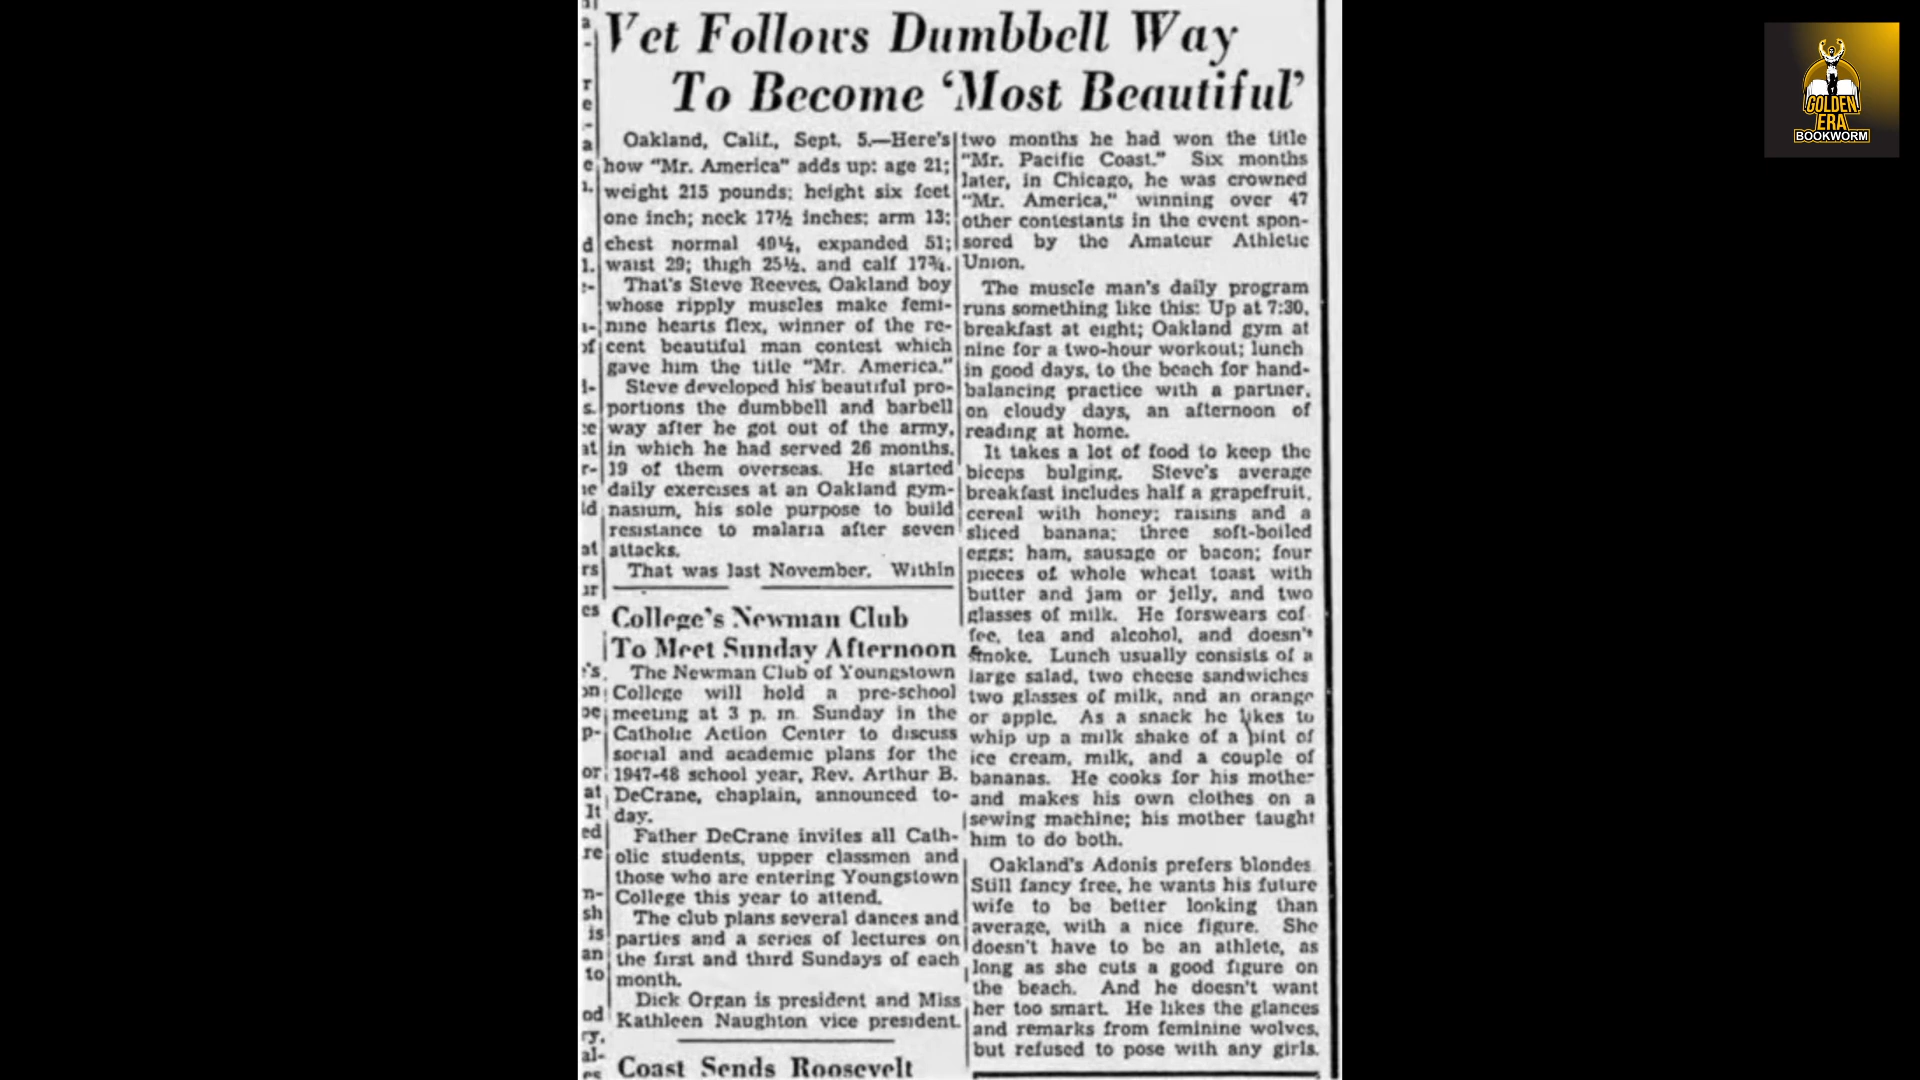 Vet Follows Dumbbell Way
To Become ‘Most Beautiful’
Oakland, Calif., Sept. 5.—Here's
how "Mr. America" adds up: age 21;
weight 215 pounds; height six feet
one inch; neck 17½ inches; arm 13;
chest normal 49½, expanded 51;
waist 29; thigh 25½, and calf 17¾.
That's Steve Reeves, Oakland boy
whose ripply muscles make femi-
nine hearts flex, winner of the re-
cent beautiful man contest which
gave him the title "Mr. America."
Steve developed his beautiful pro-
portions the dumbbell and barbell
way after he got out of the army,
in which he had served 26 months,
19 of them overseas. He started
daily exercises at an Oakland gym-
nasium, his sole purpose to build
resistance to malaria after seven
attacks.
That was last November. Within
two months he had won the title
"Mr. Pacific Coast." Six months
later, in Chicago, he was crowned
"Mr. America," winning over 47
other contestants in the event spon-
sored by the Amateur Athletic
Union.
The muscle man's daily program
runs something like this: Up at 7:30,
breakfast at eight; Oakland gym at
nine for a two-hour workout; lunch
in good days, to the beach for hand-
balancing practice with a partner,
on cloudy days, an afternoon of
reading at home.
It takes a lot of food to keep the
biceps bulging. Steve's average
breakfast includes half a grapefruit,
cereal with honey; raisins and a
sliced banana; three soft-boiled
eggs; ham, sausage or bacon; four
pieces of whole wheat toast with
butter and jam or jelly, and two
glasses of milk. He forswears cof-
fee, tea and alcohol, and doesn't
smoke. Lunch usually consists of a
large salad, two cheese sandwiches
two glasses of milk, and an orange
or apple. As a snack he likes to
whip up a milk shake of a pint of
ice cream, milk, and a couple of
bananas. He cooks for his mother
and makes his own clothes on a
sewing machine; his mother taught
him to do both.
Oakland's Adonis prefers blondes.
Still fancy free, he wants his future
wife to be better looking than
average, with a nice figure. She
doesn't have to be an athlete, as
long as she cuts a good figure on
the beach. And he doesn't want
her too smart. He likes the glances
and remarks from feminine wolves,
but refused to pose with any girls.
College's Newman Club
To Meet Sunday Afternoon
The Newman Club of Youngstown
College will hold a pre-school
meeting at 3 p. m. Sunday in the
Catholic Action Center to discuss
social and academic plans for the
1947-48 school year, Rev. Arthur B.
DeCrane, chaplain, announced to-
day.
Father DeCrane invites all Cath-
olic students, upper classmen and
those who are entering Youngstown
College this year to attend.
The club plans several dances and
parties and a series of lectures on
the first and third Sundays of each
month.
Dick Organ is president and Miss
Kathleen Naughton vice president.
Coast Sends Roosevelt
GOLDEN
ERA
BOOKWORM